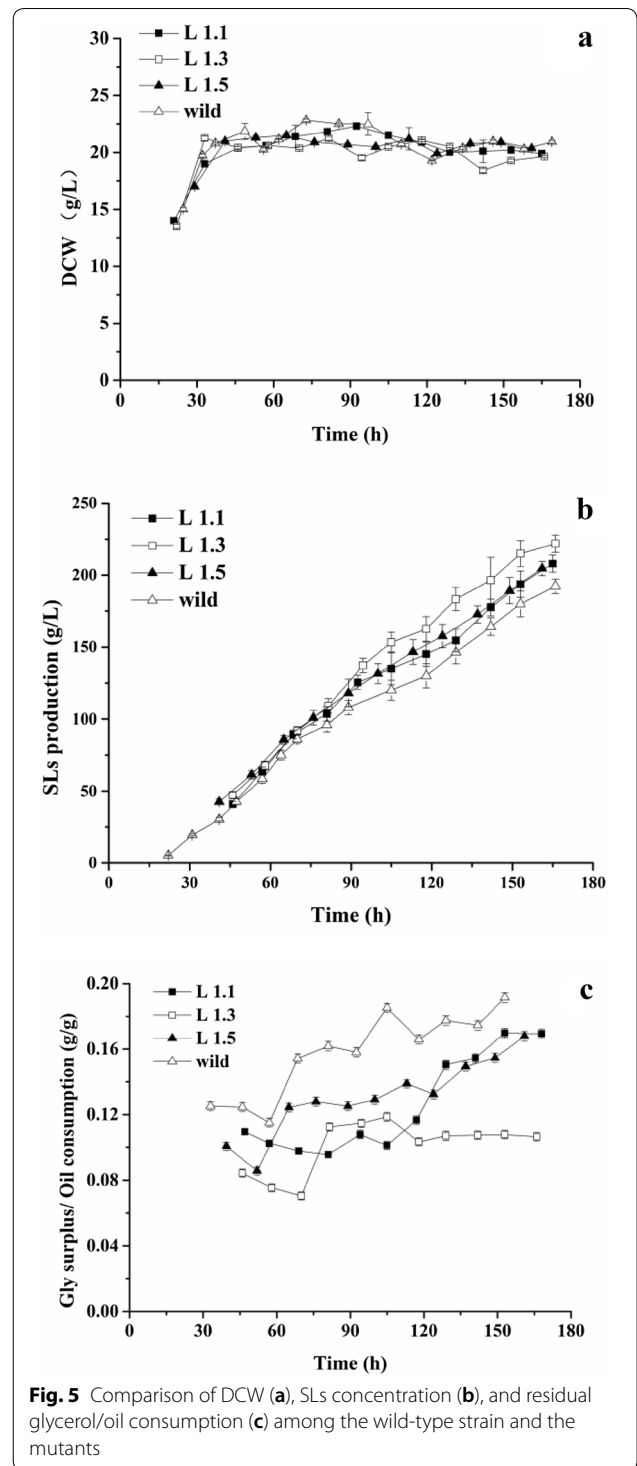 a
L 1.1
L 1.3
L 1.5
wild
30
25
20
15
10
5
0
DCW （g/L）
0 30 60 90 120 150 180
Time (h)
b
L 1.1
L 1.3
L 1.5
wild
250
200
150
100
50
0
SLs production (g/L)
0 30 60 90 120 150 180
Time (h)
c
L 1.1
L 1.3
L 1.5
wild
0.20
0.16
0.12
0.08
0.04
0.00
Gly surplus/ Oil consumption (g/g)
0 30 60 90 120 150 180
Time (h)
Fig. 5 Comparison of DCW (a), SLs concentration (b), and residual
glycerol/oil consumption (c) among the wild-type strain and the
mutants